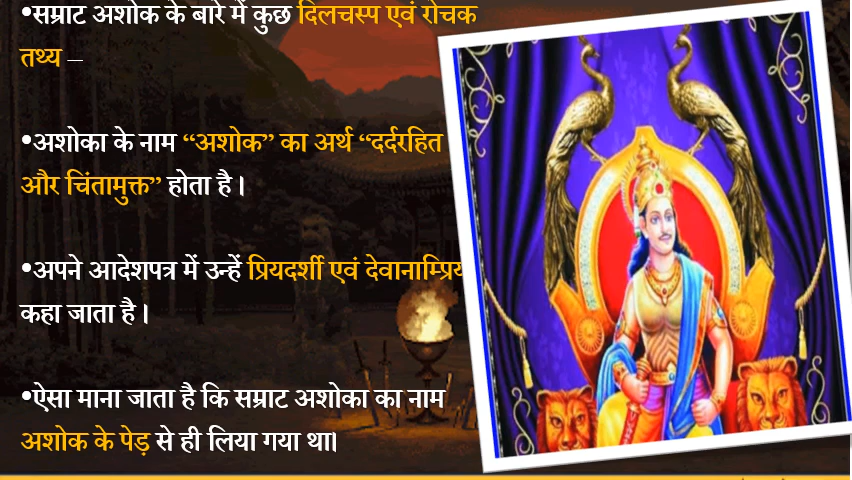 •सम्राट अशोक के बारे में कुछ दिलचस्प एवं रोचक
तथ्य –
•अशोका के नाम “अशोक” का अर्थ “दर्दरहित
और चिंतामुक्त” होता है।
•अपने आदेशपत्र में उन्हें प्रियदर्शी एवं देवानाम्प्रिय
कहा जाता है।
•ऐसा माना जाता है कि सम्राट अशोका का नाम
अशोक के पेड़ से ही लिया गया था।